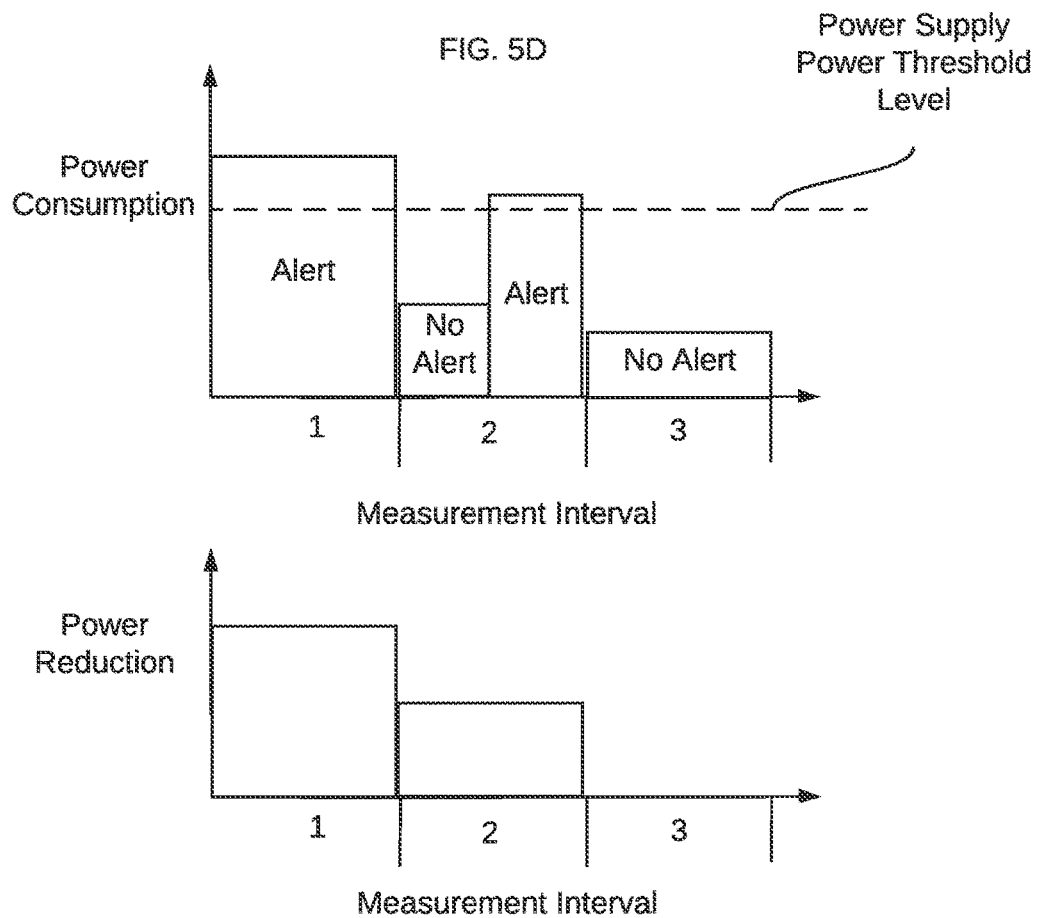 FIG. 5D
Power Supply
Power Threshold
Level
Power
Consumption
Alert
No
Alert
Alert
No Alert
1
2
3
Measurement Interval
Power
Reduction
1
2
3
Measurement Interval